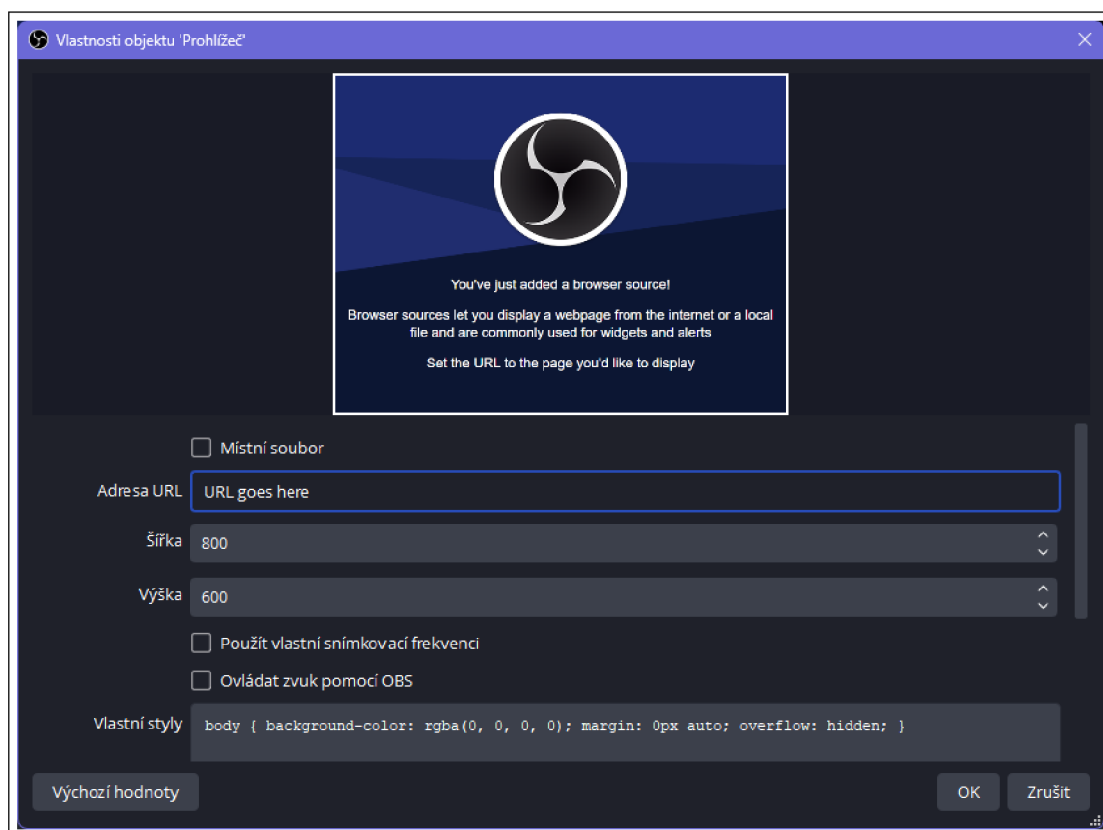 Vlastnosti objektu 'Prohlížeč'
You've just added a browser source!
Browser sources let you display a webpage from the internet or a local
file and are commonly used for widgets and alerts
Set the URL to the page you'd like to display
Místní soubor
Adresa URL URL goes here
Šířka 800
Výška 600
Použít vlastní snímkovací frekvenci
Ovládat zvuk pomocí OBS
Vlastní styly body { background-color: rgba(0, 0, 0, 0); margin: 0px auto; overflow: hidden; }
Výchozí hodnoty OK Zrušit